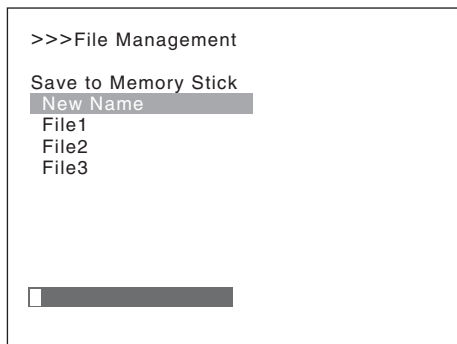 >>>File Management
Save to Memory Stick
New Name
File1
File2
File3